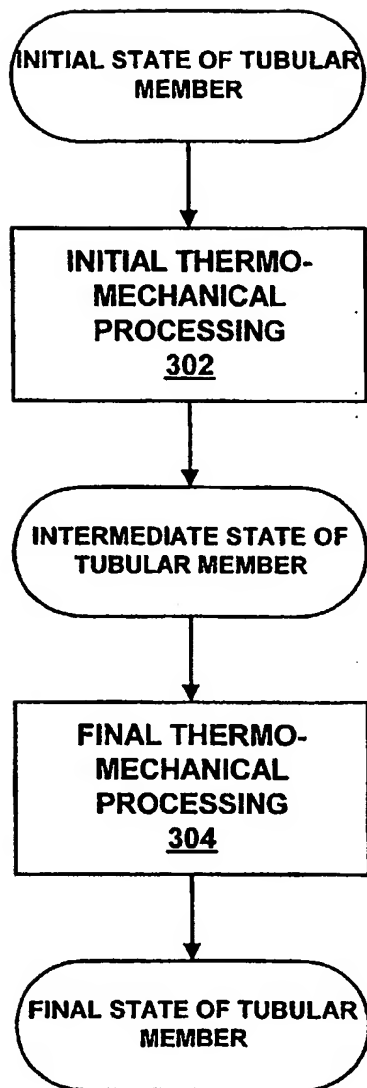 INITIAL STATE OF TUBULAR
MEMBER
INITIAL THERMO-
MECHANICAL
PROCESSING
302
INTERMEDIATE STATE OF
TUBULAR MEMBER
FINAL THERMO-
MECHANICAL
PROCESSING
304
FINAL STATE OF TUBULAR
MEMBER